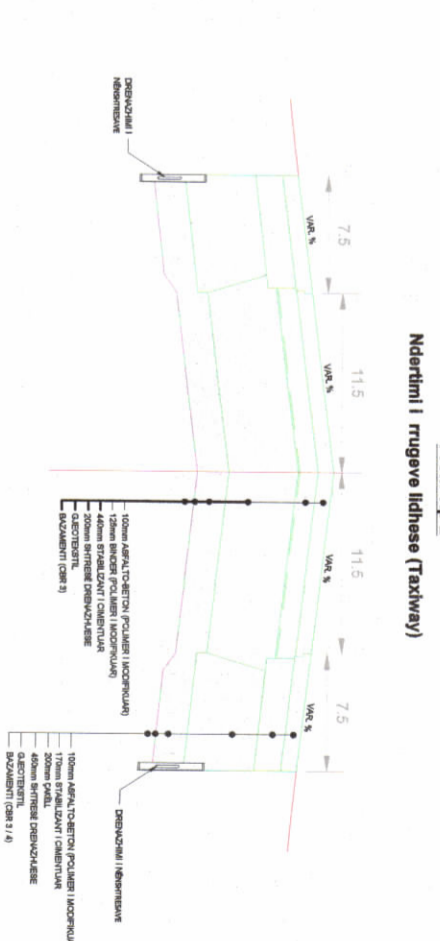 Ndertimi i rrugeve lidhese (Taxiway)
7.5
11.5
11.5
7.5
VAR. %
VAR. %
VAR. %
VAR. %
DRENAZHIMI I
NËNSHTRESAVE
DRENAZHIMI I NËNSHTRESAVE
100mm ASFALTO-BETON (POLIMER I MODIFIKUAR)
125mm BINDER (POLIMER I MODIFIKUAR)
440mm STABILIZANT I CIMENTUAR
200mm SHTRESË DRENAZHUESE
GJEOTEKSTIL
BAZAMENTI (CBR 3)
100mm ASFALTO-BETON (POLIMER I MODIFIKUA
170mm STABILIZANT I CIMENTUAR
200mm ÇAKËLL
450mm SHTRESË DRENAZHUESE
GJEOTEKSTIL
BAZAMENTI (CBR 3 / 4)